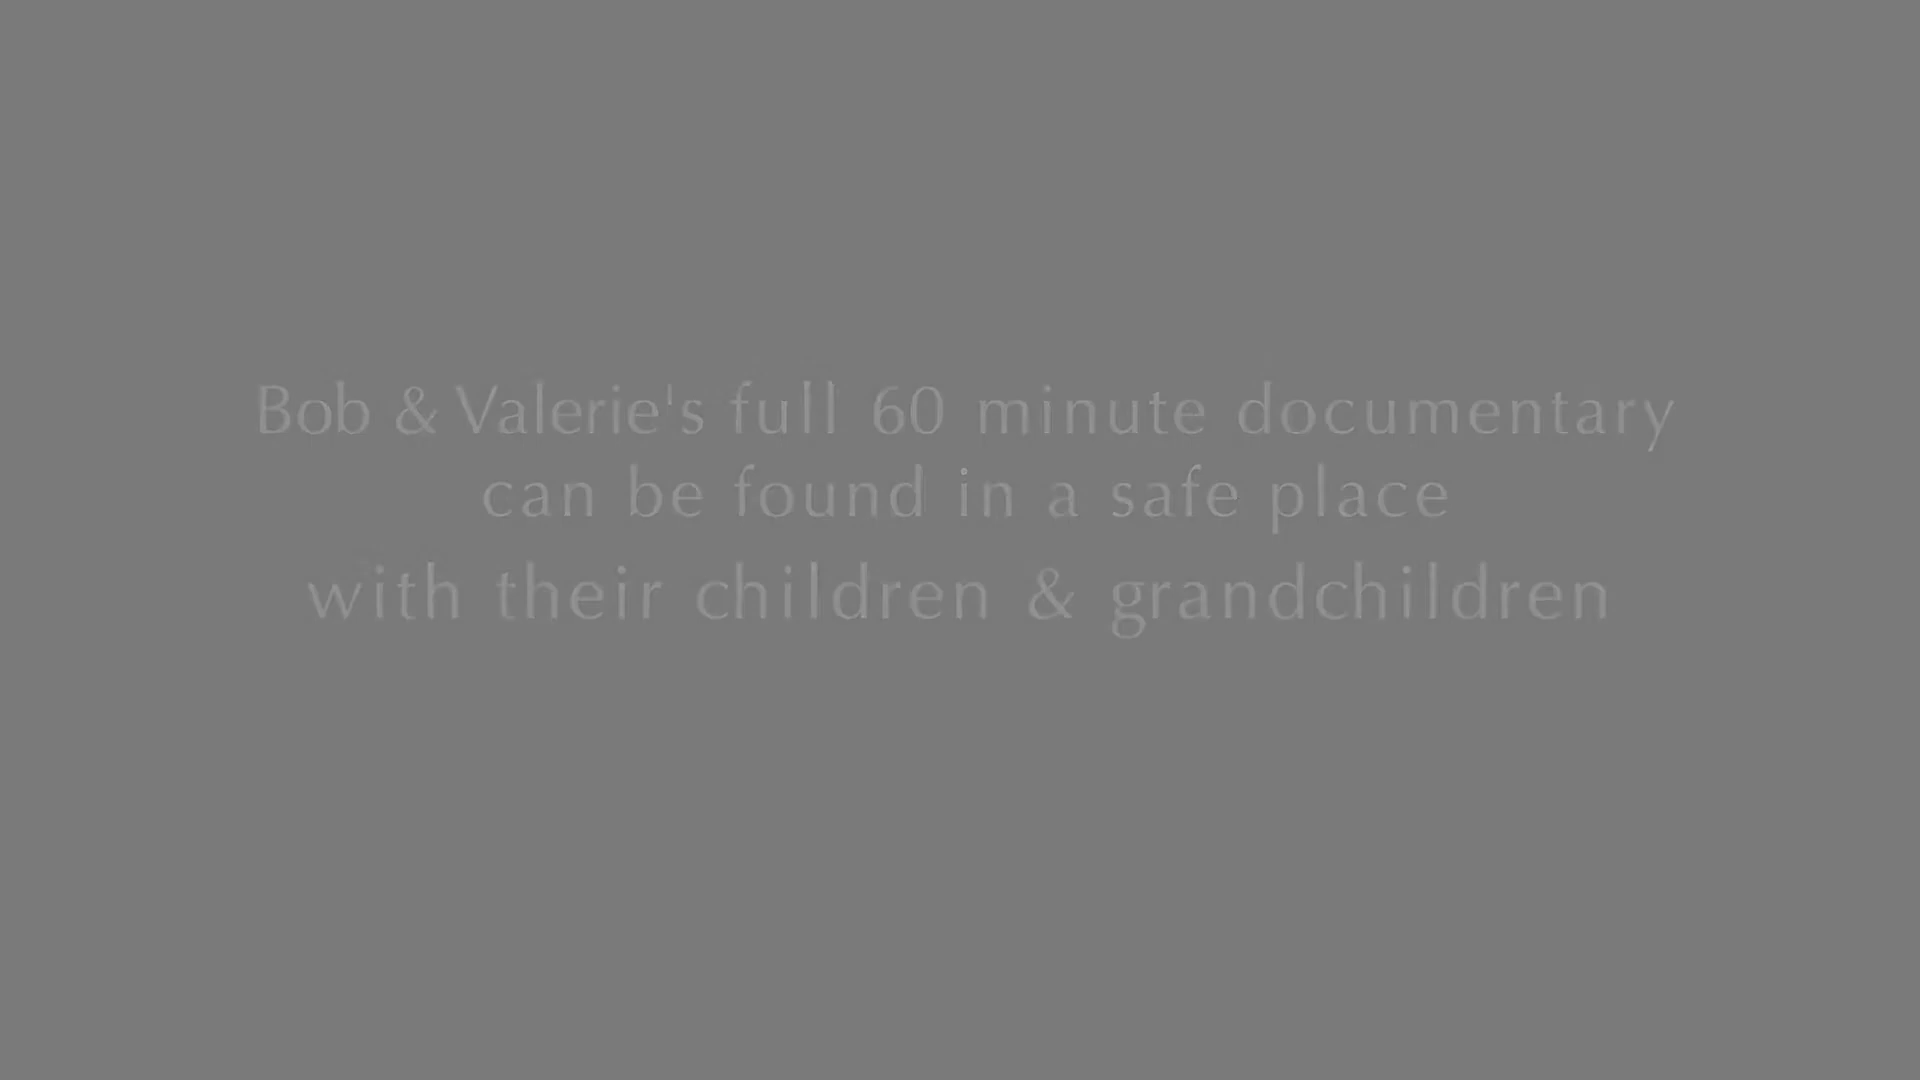 Bob & Valerie's full 60 minute documentary
can be found in a safe place
with their children & grandchildren